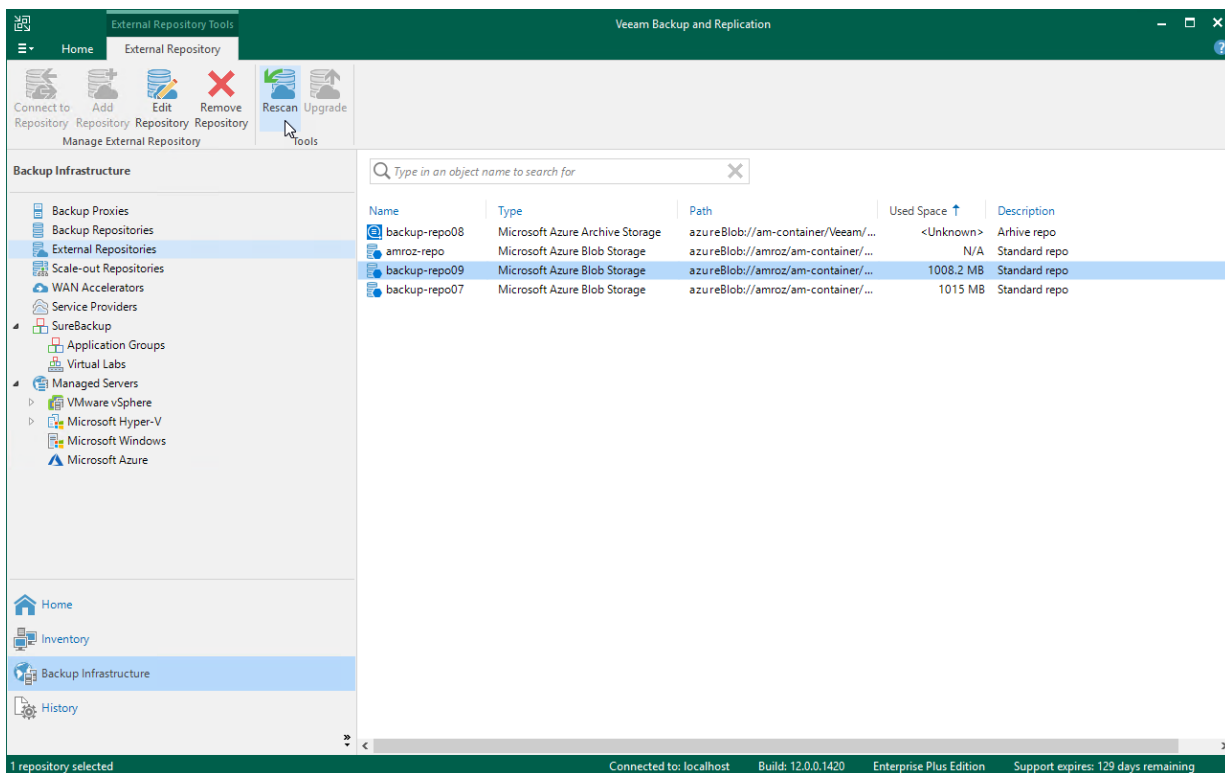 External Repository Tools
Veeam Backup and Replication
Home
External Repository
?
Connect to Repository
Add Repository
Edit Repository
Remove Repository
Rescan
Upgrade
Manage External Repository
Tools
Backup Infrastructure
Backup Proxies
Backup Repositories
External Repositories
Scale-out Repositories
WAN Accelerators
Service Providers
SureBackup
Application Groups
Virtual Labs
Managed Servers
VMware vSphere
Microsoft Hyper-V
Microsoft Windows
Microsoft Azure
Home
Inventory
Backup Infrastructure
History
Type in an object name to search for
Name Type Path Used Space Description
backup-repo08 Microsoft Azure Archive Storage azureBlob://am-container/Veeam/... <Unknown> Arhive repo
amroz-repo Microsoft Azure Blob Storage azureBlob://amroz/am-container/... N/A Standard repo
backup-repo09 Microsoft Azure Blob Storage azureBlob://amroz/am-container/... 1008.2 MB Standard repo
backup-repo07 Microsoft Azure Blob Storage azureBlob://amroz/am-container/... 1015 MB Standard repo
1 repository selected
Connected to: localhost Build: 12.0.0.1420 Enterprise Plus Edition Support expires: 129 days remaining